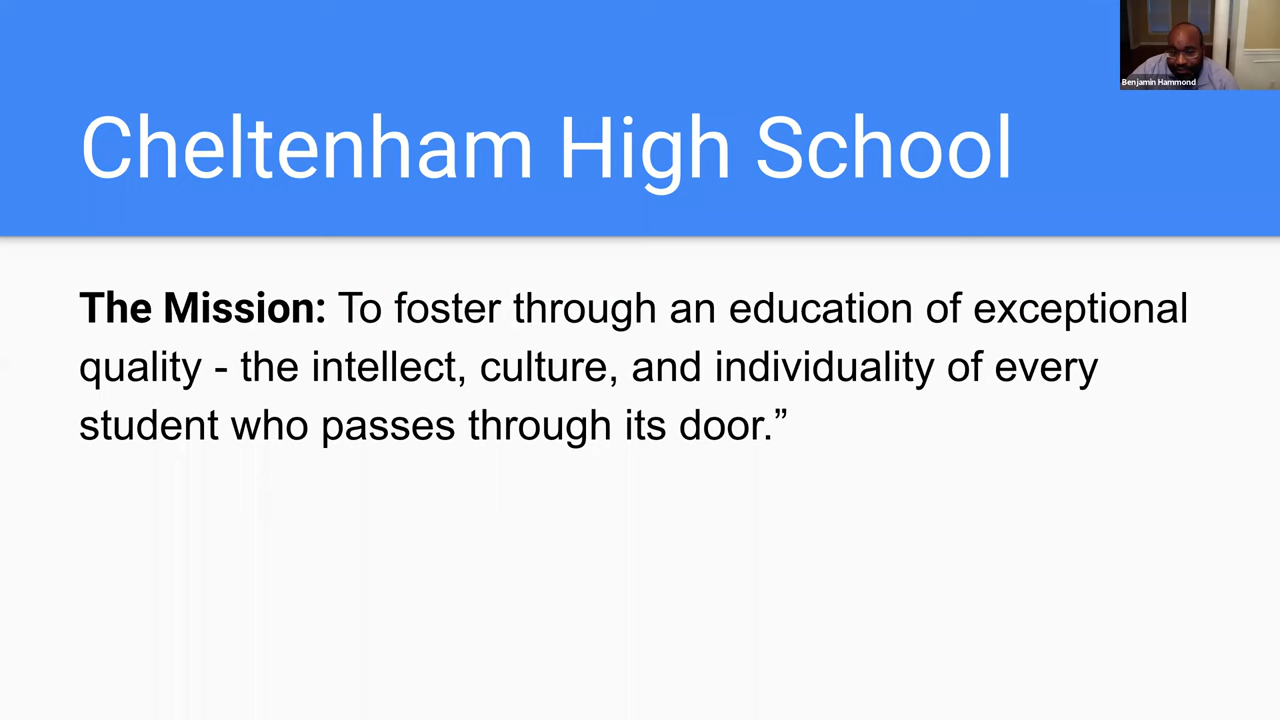 Benjamin Hammond
Cheltenham High School
The Mission: To foster through an education of exceptional
quality - the intellect, culture, and individuality of every
student who passes through its door.”